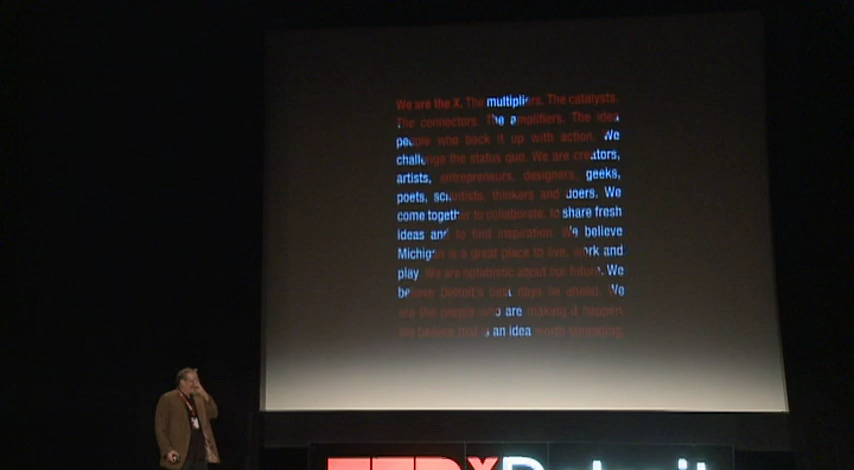 We are the X. The multipliers. The catalysts.
The connectors. The amplifiers. The idea
people who back it up with action. We
challenge the status quo. We are creators,
artists, entrepreneurs, designers, geeks,
poets, scientists, thinkers and doers. We
come together to collaborate, to share fresh
ideas and to find inspiration. We believe
Michigan is a great place to live, work and
play. We are optimistic about our future. We
believe Detroit's best days lie ahead. We
are the people who are making it happen.
We believe that is an idea worth spreading.
TEDxDetroit